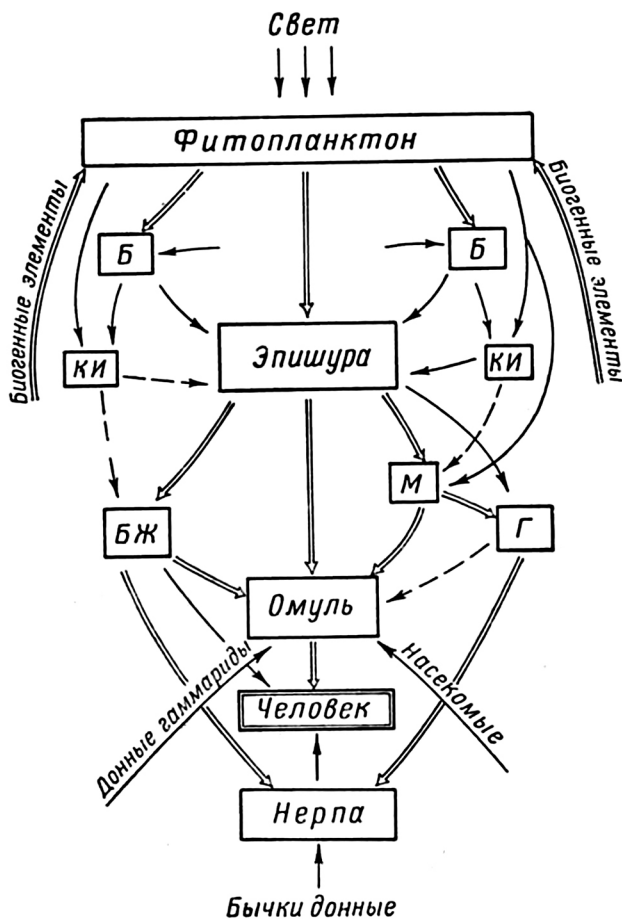 Свет
Фитопланктон
Биогенные элементы
Биогенные элементы
Б
Б
Эпишура
КИ
КИ
М
БЖ
Г
Омуль
Донные гаммариды
Насекомые
Человек
Нерпа
Бычки донные